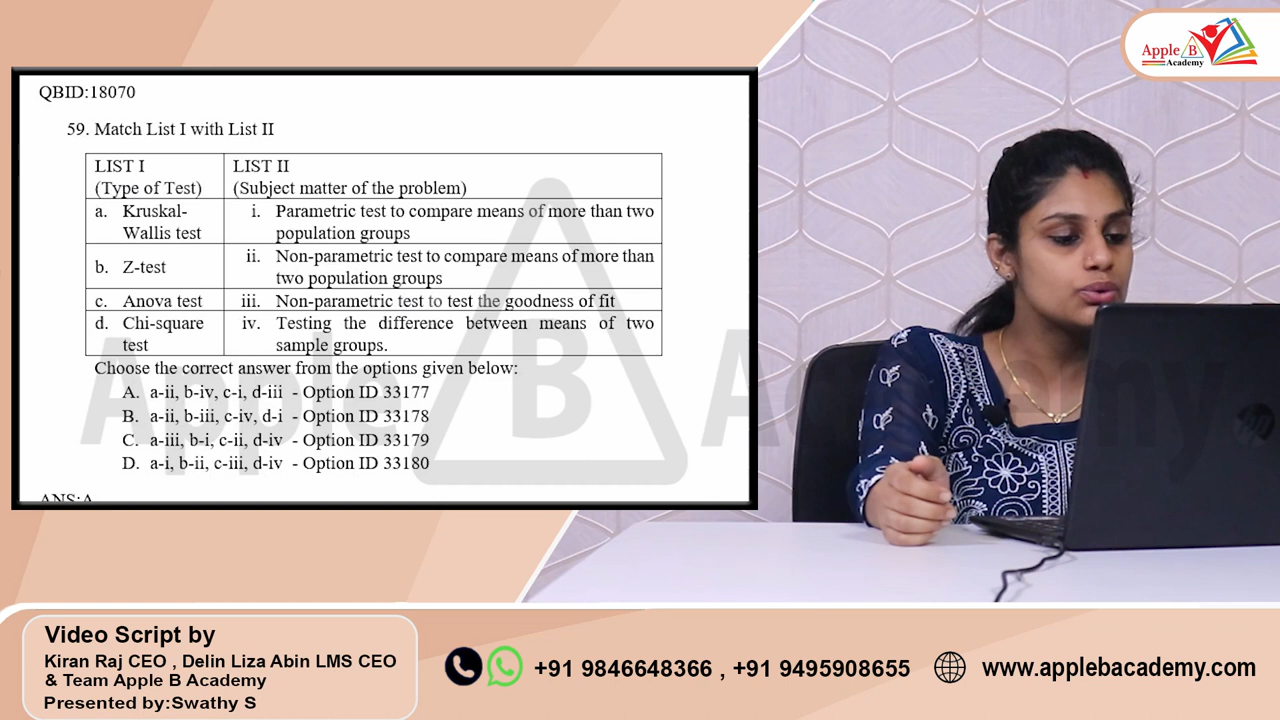 Apple B
Academy
QBID:18070
59. Match List I with List II
LIST I
(Type of Test)
LIST II
(Subject matter of the problem)
a. Kruskal-
Wallis test
i. Parametric test to compare means of more than two
population groups
b. Z-test
ii. Non-parametric test to compare means of more than
two population groups
c. Anova test
iii. Non-parametric test to test the goodness of fit
d. Chi-square
test
iv. Testing the difference between means of two
sample groups.
Choose the correct answer from the options given below:
A. a-ii, b-iv, c-i, d-iii - Option ID 33177
B. a-ii, b-iii, c-iv, d-i - Option ID 33178
C. a-iii, b-i, c-ii, d-iv - Option ID 33179
D. a-i, b-ii, c-iii, d-iv - Option ID 33180
ANS:A
Apple B Academy
Video Script by
Kiran Raj CEO , Delin Liza Abin LMS CEO
& Team Apple B Academy
Presented by:Swathy S
+91 9846648366 , +91 9495908655
www.applebacademy.com